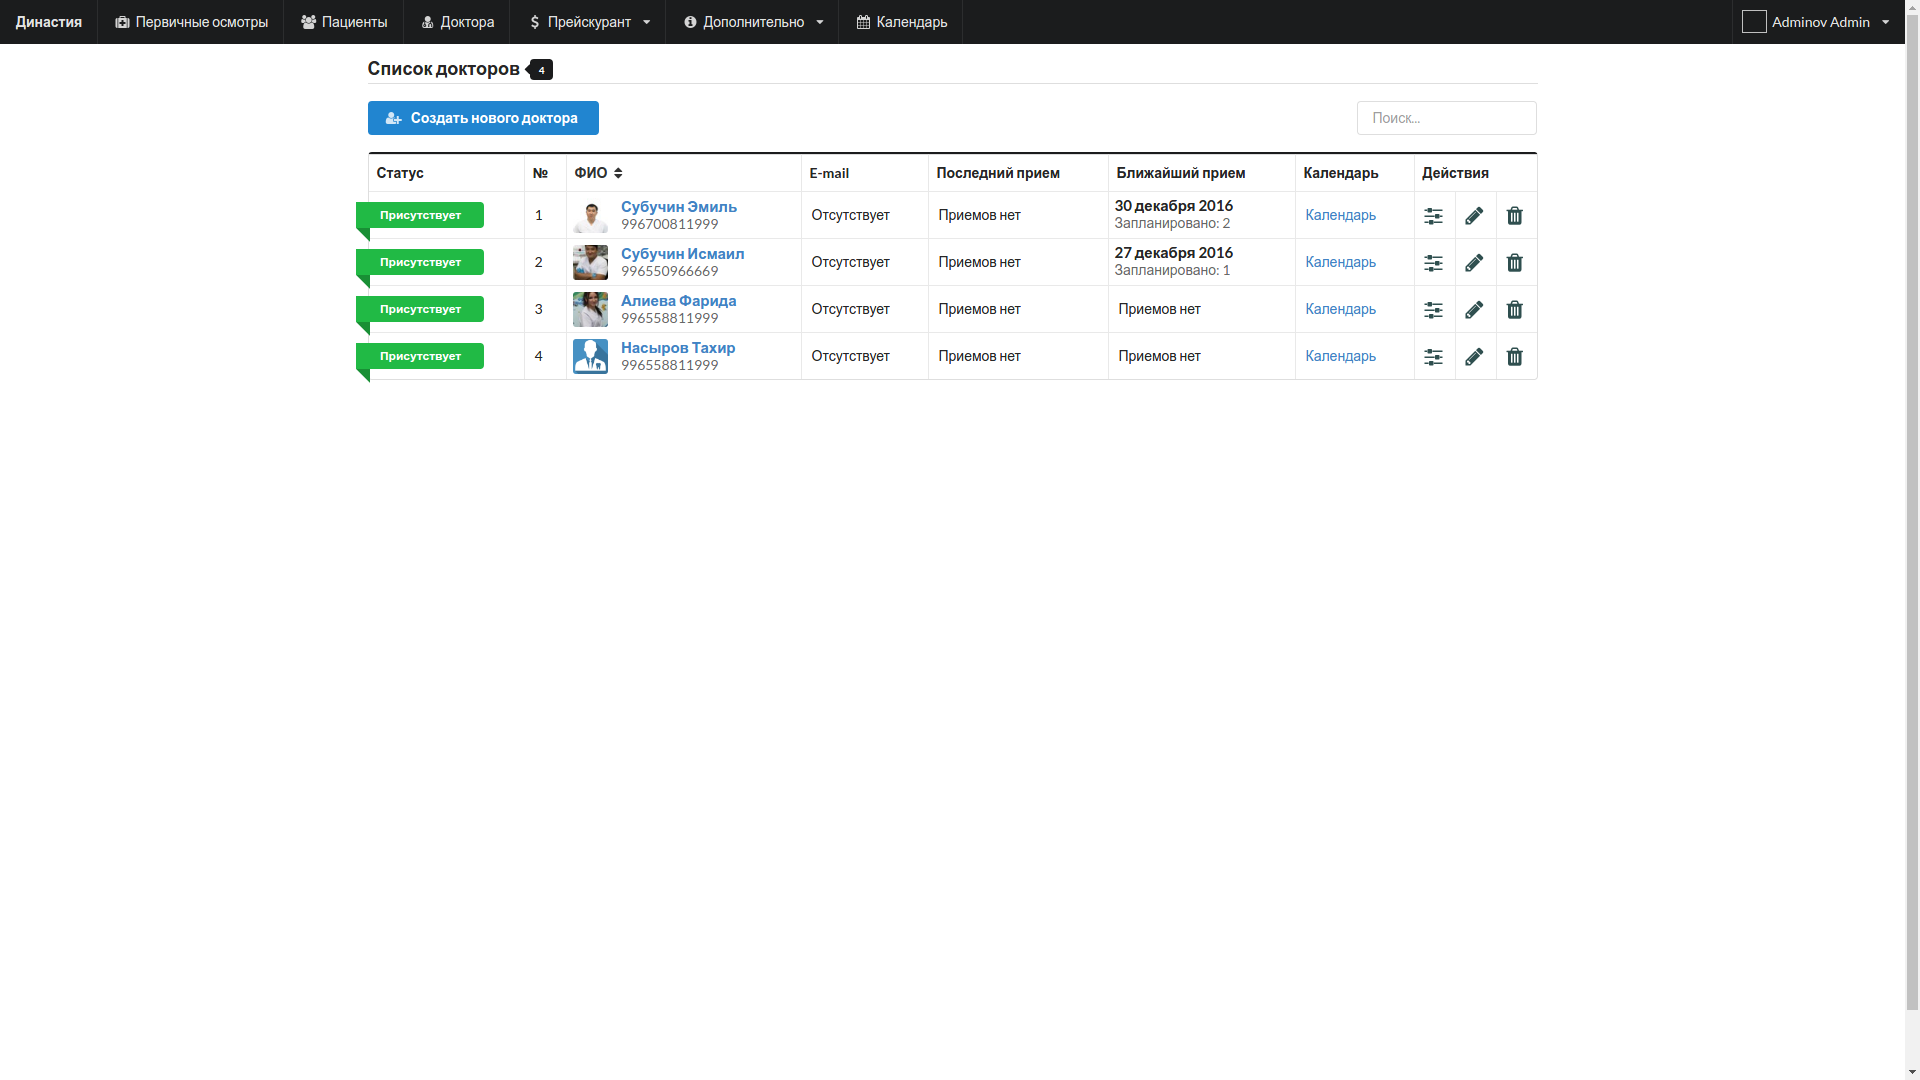 Династия Первичные осмотры Пациенты Доктора Прейскурант Дополнительно Календарь Adminov Admin
Список докторов 4
Создать нового доктора Поиск...
Статус № ФИО E-mail Последний прием Ближайший прием Календарь Действия
Присутствует 1 Субучин Эмиль Отсутствует Приемов нет 30 декабря 2016 Календарь
996700811999 Запланировано: 2
Присутствует 2 Субучин Исмаил Отсутствует Приемов нет 27 декабря 2016 Календарь
996550966669 Запланировано: 1
Присутствует 3 Алиева Фарида Отсутствует Приемов нет Приемов нет Календарь
996558811999
Присутствует 4 Насыров Тахир Отсутствует Приемов нет Приемов нет Календарь
996558811999